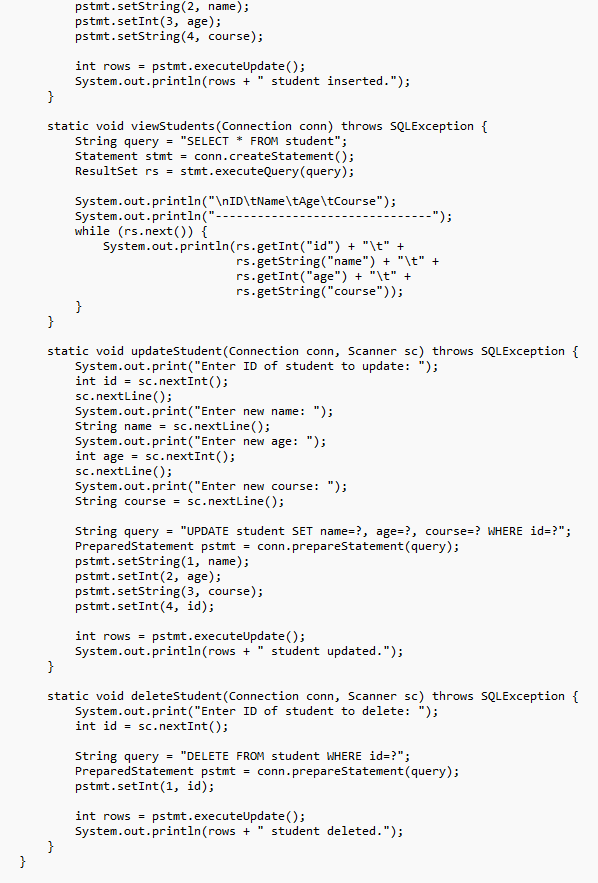 pstmt.setString(2, name);
pstmt.setInt(3, age);
pstmt.setString(4, course);

int rows = pstmt.executeUpdate();
System.out.println(rows + " student inserted.");
}

static void viewStudents(Connection conn) throws SQLException {
String query = "SELECT * FROM student";
Statement stmt = conn.createStatement();
ResultSet rs = stmt.executeQuery(query);

System.out.println("\nID\tName\tAge\tCourse");
System.out.println("-------------------------------");
while (rs.next()) {
System.out.println(rs.getInt("id") + "\t" +
rs.getString("name") + "\t" +
rs.getInt("age") + "\t" +
rs.getString("course"));
}
}

static void updateStudent(Connection conn, Scanner sc) throws SQLException {
System.out.print("Enter ID of student to update: ");
int id = sc.nextInt();
sc.nextLine();
System.out.print("Enter new name: ");
String name = sc.nextLine();
System.out.print("Enter new age: ");
int age = sc.nextInt();
sc.nextLine();
System.out.print("Enter new course: ");
String course = sc.nextLine();

String query = "UPDATE student SET name=?, age=?, course=? WHERE id=?";
PreparedStatement pstmt = conn.prepareStatement(query);
pstmt.setString(1, name);
pstmt.setInt(2, age);
pstmt.setString(3, course);
pstmt.setInt(4, id);

int rows = pstmt.executeUpdate();
System.out.println(rows + " student updated.");
}

static void deleteStudent(Connection conn, Scanner sc) throws SQLException {
System.out.print("Enter ID of student to delete: ");
int id = sc.nextInt();

String query = "DELETE FROM student WHERE id=?";
PreparedStatement pstmt = conn.prepareStatement(query);
pstmt.setInt(1, id);

int rows = pstmt.executeUpdate();
System.out.println(rows + " student deleted.");
}
}